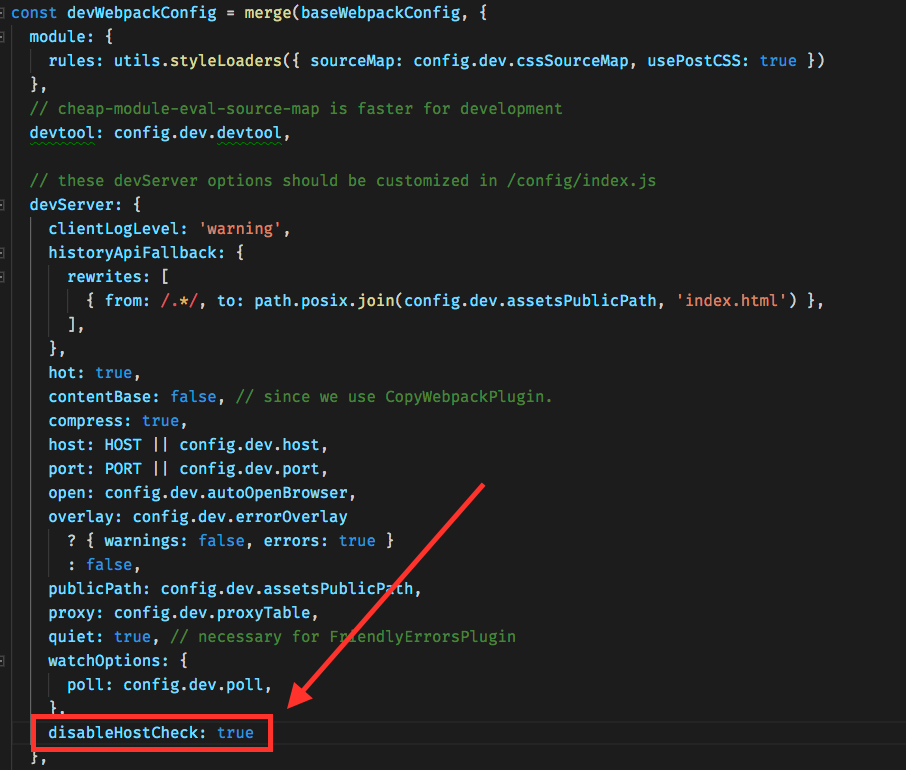 const devWebpackConfig = merge(baseWebpackConfig, {
  module: {
    rules: utils.styleLoaders({ sourceMap: config.dev.cssSourceMap, usePostCSS: true })
  },
  // cheap-module-eval-source-map is faster for development
  devtool: config.dev.devtool,

  // these devServer options should be customized in /config/index.js
  devServer: {
    clientLogLevel: 'warning',
    historyApiFallback: {
      rewrites: [
        { from: /.*/, to: path.posix.join(config.dev.assetsPublicPath, 'index.html') },
      ],
    },
    hot: true,
    contentBase: false, // since we use CopyWebpackPlugin.
    compress: true,
    host: HOST || config.dev.host,
    port: PORT || config.dev.port,
    open: config.dev.autoOpenBrowser,
    overlay: config.dev.errorOverlay
      ? { warnings: false, errors: true }
      : false,
    publicPath: config.dev.assetsPublicPath,
    proxy: config.dev.proxyTable,
    quiet: true, // necessary for FriendlyErrorsPlugin
    watchOptions: {
      poll: config.dev.poll,
    },
    disableHostCheck: true
  },